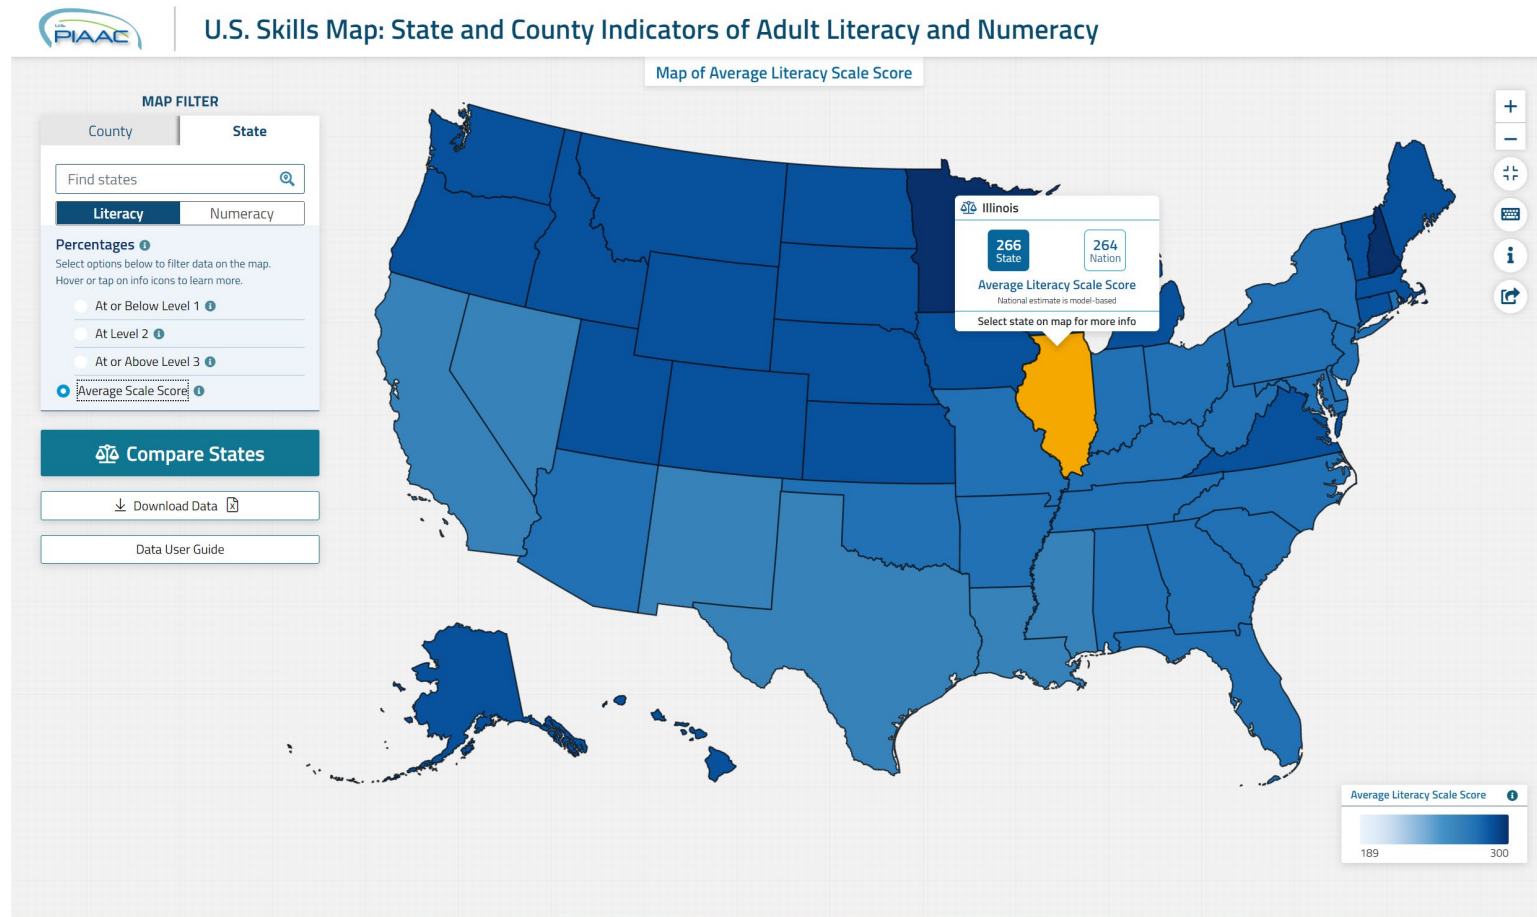 U.S.
PIAAC
U.S. Skills Map: State and County Indicators of Adult Literacy and Numeracy
Map of Average Literacy Scale Score
MAP FILTER
County
State
Find states
Literacy
Numeracy
Percentages
Select options below to filter data on the map.
Hover or tap on info icons to learn more.
At or Below Level 1
At Level 2
At or Above Level 3
Average Scale Score
Compare States
Download Data
Data User Guide
Illinois
266
State
264
Nation
Average Literacy Scale Score
National estimate is model-based
Select state on map for more info
Average Literacy Scale Score
189
300